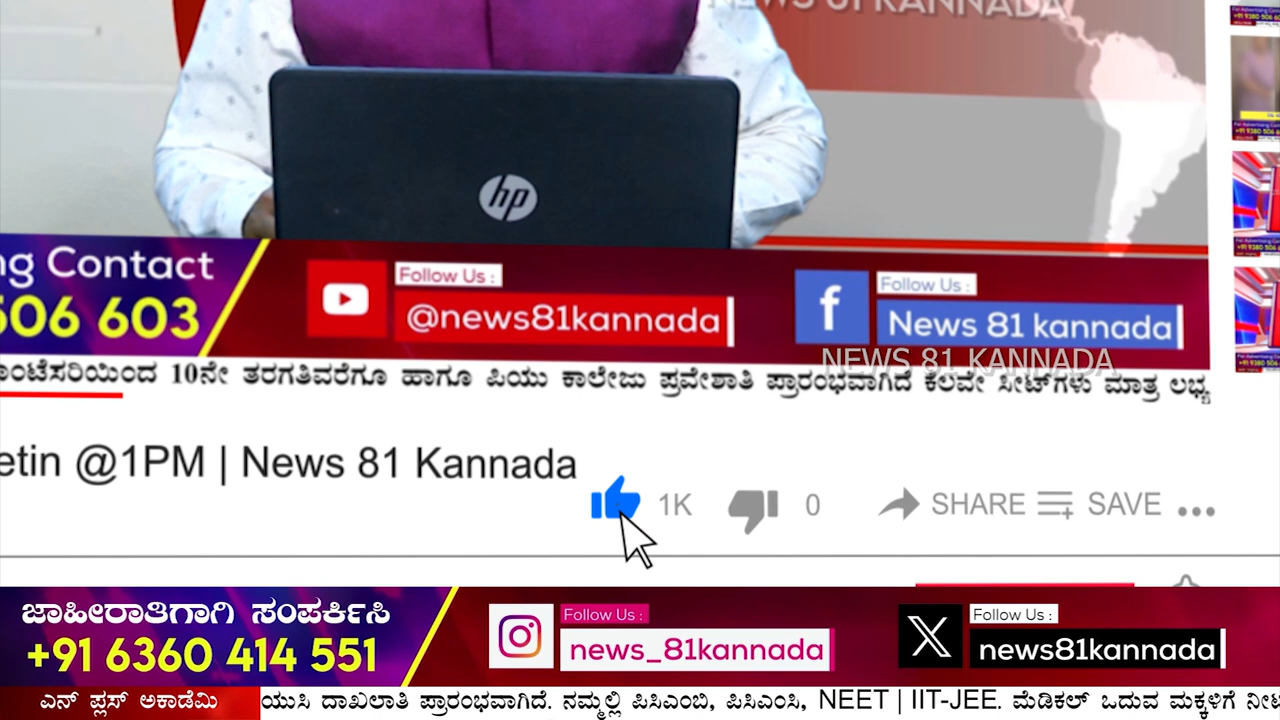 NEWS 81 KANNADA
hp
ng Contact
506 603
Follow Us :
@news81kannada
Follow Us :
News 81 kannada
NEWS 81 KANNADA
ಾಂಟೆಸರಿಯಿಂದ 10ನೇ ತರಗತಿವರೆಗೂ ಹಾಗೂ ಪಿಯು ಕಾಲೇಜು ಪ್ರವೇಶಾತಿ ಪ್ರಾರಂಭವಾಗಿದೆ ಕೆಲವೇ ಸೀಟ್‌ಗಳು ಮಾತ್ರ ಲಭ್ಯ
etin @1PM | News 81 Kannada
1K 0 SHARE SAVE
ಜಾಹೀರಾತಿಗಾಗಿ ಸಂಪರ್ಕಿಸಿ
+91 6360 414 551
Follow Us :
news_81kannada
Follow Us :
news81kannada
ಎನ್ ಪ್ಲಸ್ ಅಕಾಡೆಮಿ
ಯುಸಿ ದಾಖಲಾತಿ ಪ್ರಾರಂಭವಾಗಿದೆ. ನಮ್ಮಲ್ಲಿ ಪಿಸಿಎಂಬಿ, ಪಿಸಿಎಂಸಿ, NEET | IIT-JEE. ಮೆಡಿಕಲ್ ಓದುವ ಮಕ್ಕಳಿಗೆ ನೀಟ